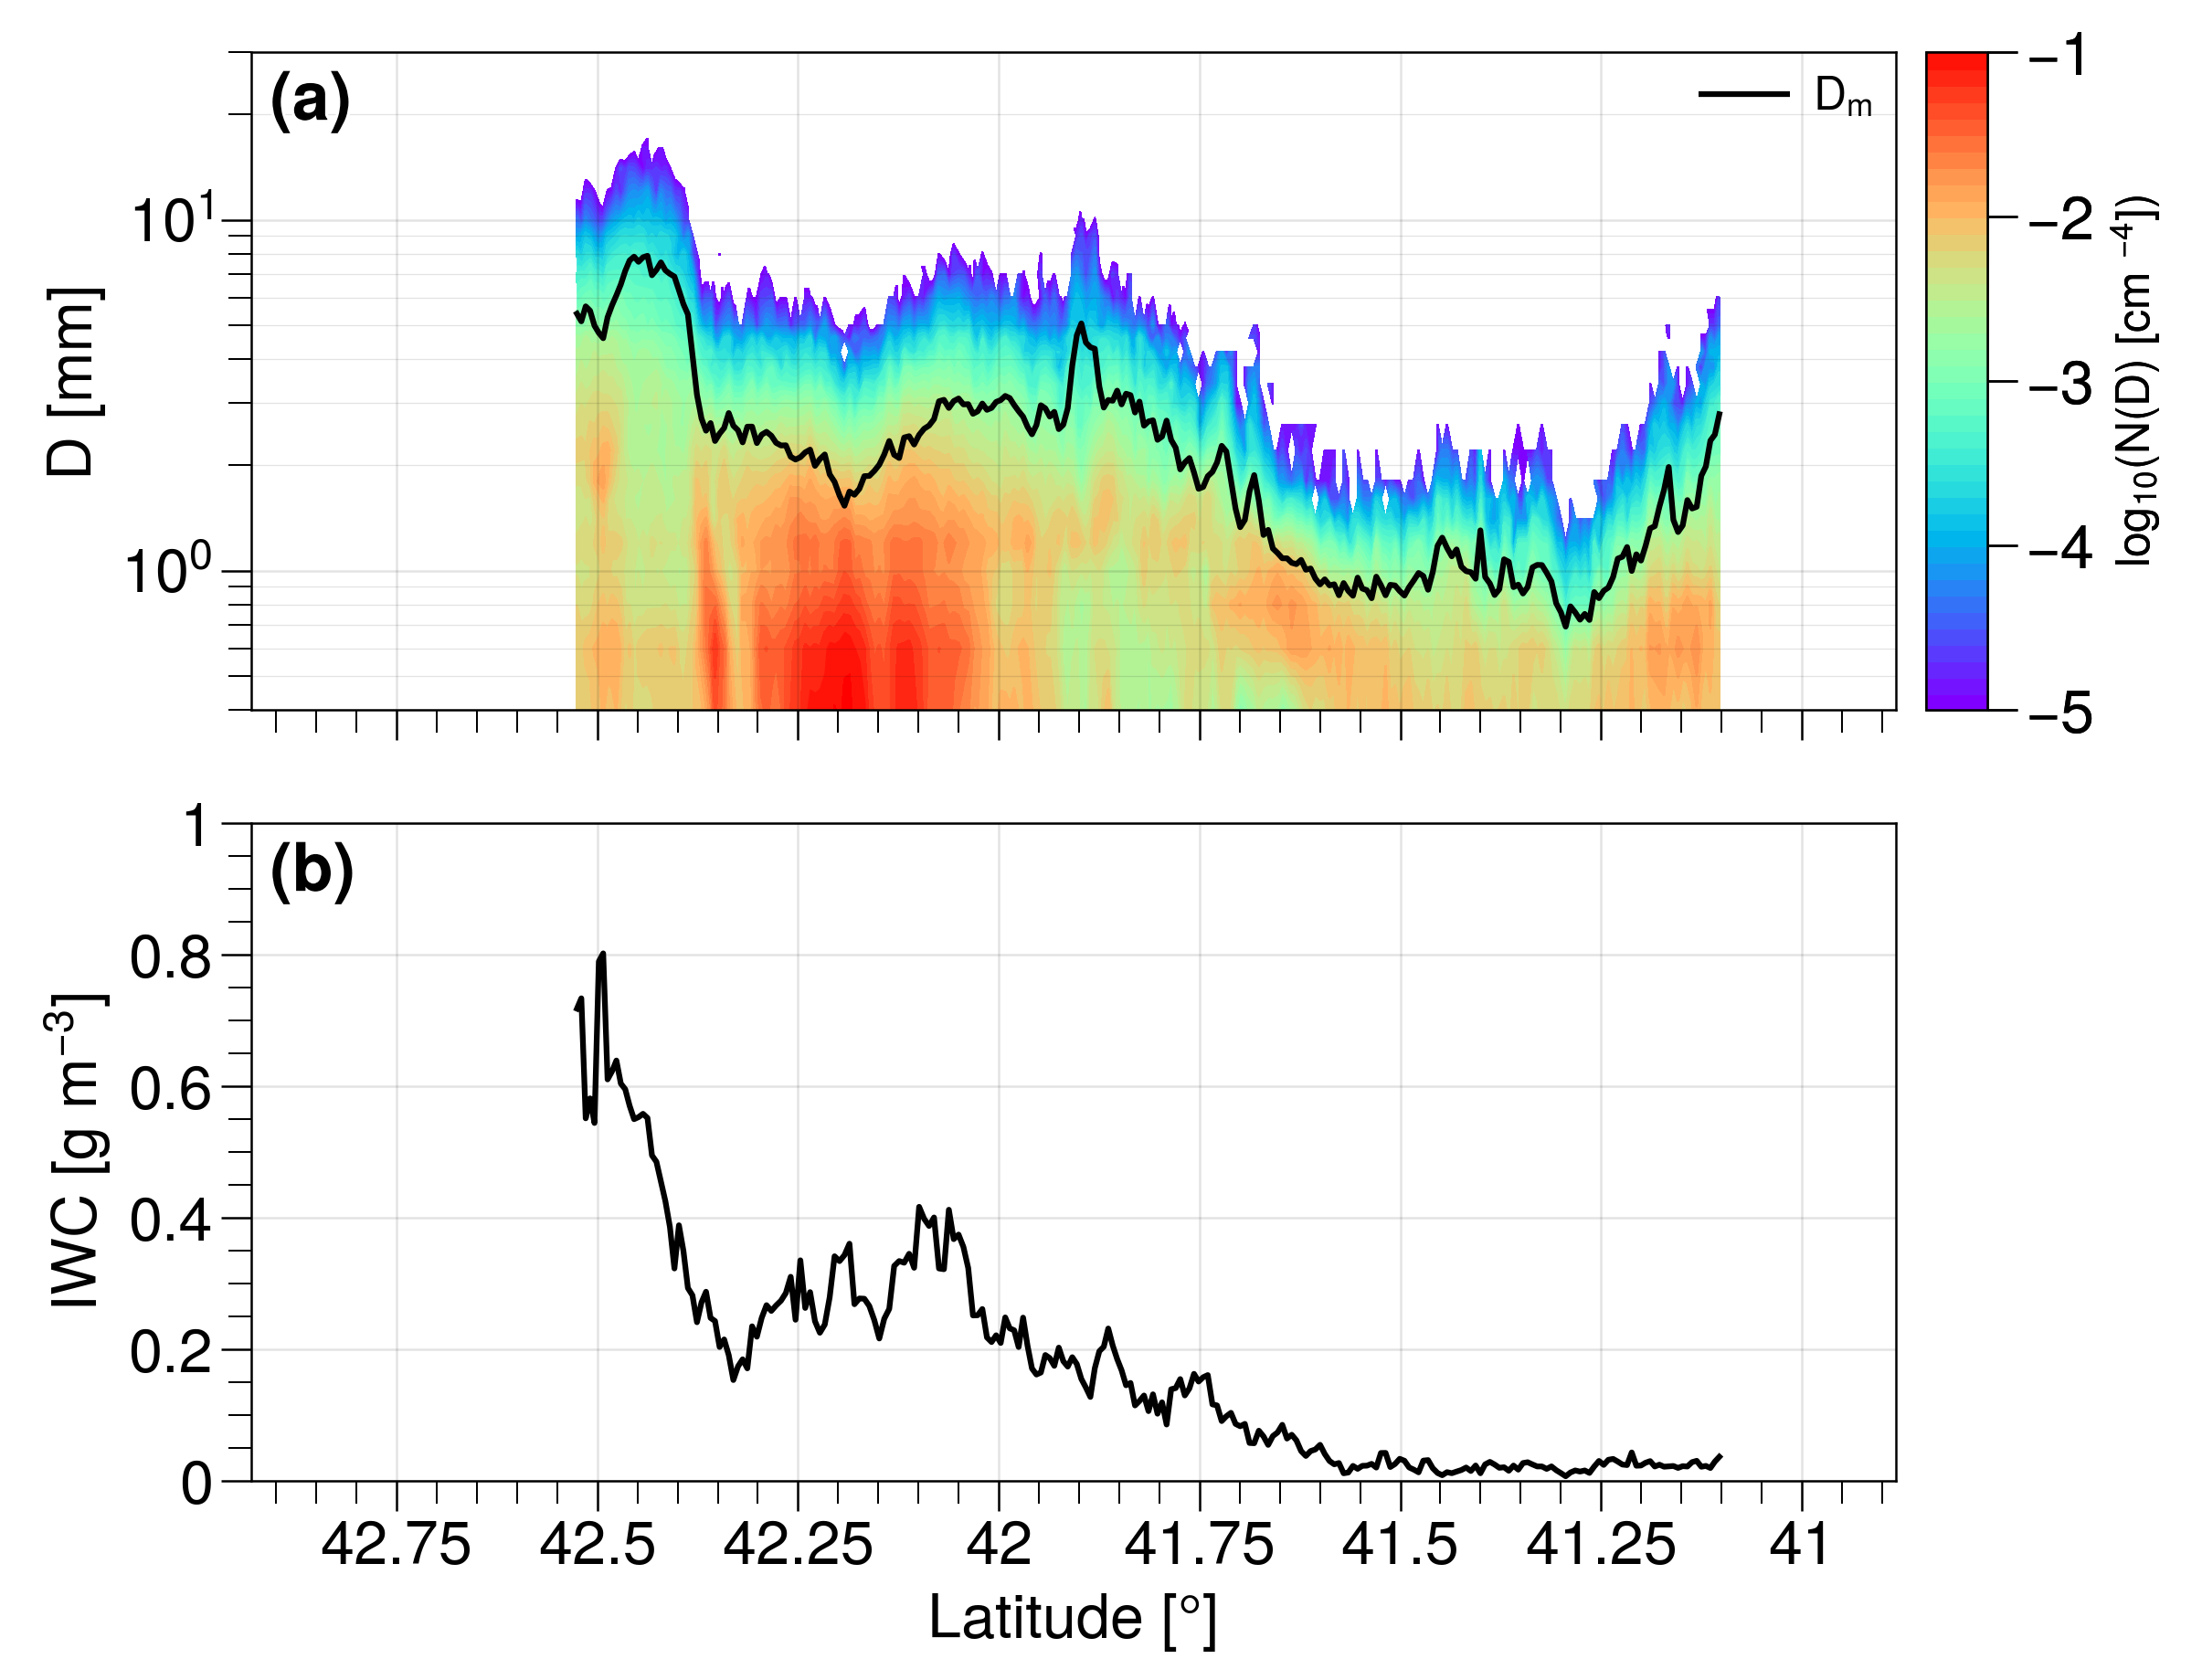 (a)
D_m
D [mm]
10^1
10^0
−1
−2
−3
−4
−5
log_10(N(D) [cm^−4])
(b)
IWC [g m^−3]
1
0.8
0.6
0.4
0.2
0
42.75 42.5 42.25 42 41.75 41.5 41.25 41
Latitude [°]